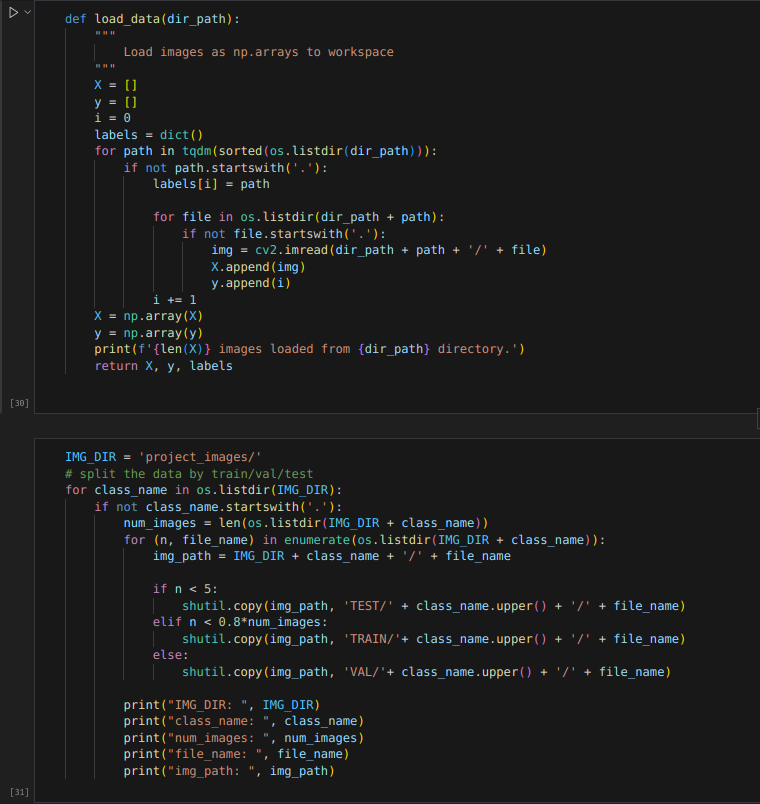 def load_data(dir_path):
"""
Load images as np.arrays to workspace
"""
X = []
y = []
i = 0
labels = dict()
for path in tqdm(sorted(os.listdir(dir_path))):
if not path.startswith('.'):
labels[i] = path
for file in os.listdir(dir_path + path):
if not file.startswith('.'):
img = cv2.imread(dir_path + path + '/' + file)
X.append(img)
y.append(i)
i += 1
X = np.array(X)
y = np.array(y)
print(f'{len(X)} images loaded from {dir_path} directory.')
return X, y, labels
[30]
IMG_DIR = 'project_images/'
# split the data by train/val/test
for class_name in os.listdir(IMG_DIR):
if not class_name.startswith('.'):
num_images = len(os.listdir(IMG_DIR + class_name))
for (n, file_name) in enumerate(os.listdir(IMG_DIR + class_name)):
img_path = IMG_DIR + class_name + '/' + file_name
if n < 5:
shutil.copy(img_path, 'TEST/' + class_name.upper() + '/' + file_name)
elif n < 0.8*num_images:
shutil.copy(img_path, 'TRAIN/'+ class_name.upper() + '/' + file_name)
else:
shutil.copy(img_path, 'VAL/'+ class_name.upper() + '/' + file_name)
print("IMG_DIR: ", IMG_DIR)
print("class_name: ", class_name)
print("num_images: ", num_images)
print("file_name: ", file_name)
print("img_path: ", img_path)
[31]